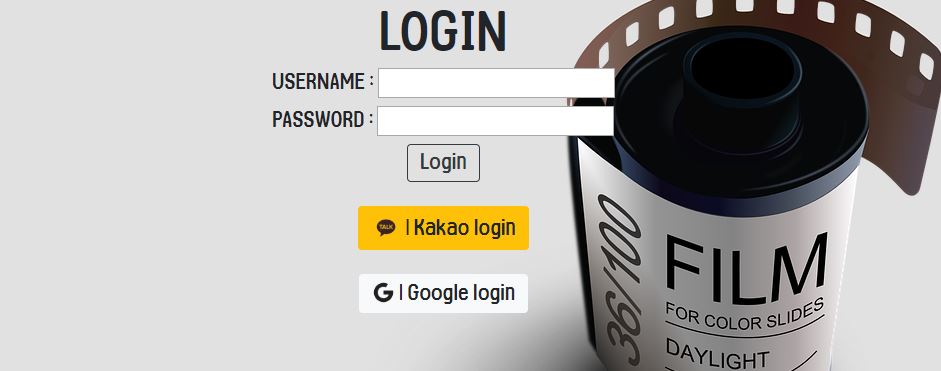 LOGIN
USERNAME :
PASSWORD :
Login
TALK | Kakao login
G | Google login
36/100
FILM
FOR COLOR SLIDES
DAYLIGHT